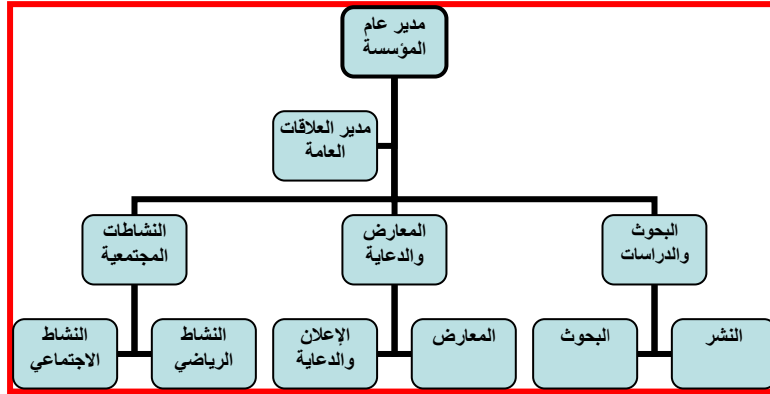 مدير عام
المؤسسة
مدير العلاقات
العامة
البحوث
والدراسات
المعارض
والدعاية
النشاطات
المجتمعية
النشر
البحوث
المعارض
الإعلان
والدعاية
النشاط
الرياضي
النشاط
الاجتماعي